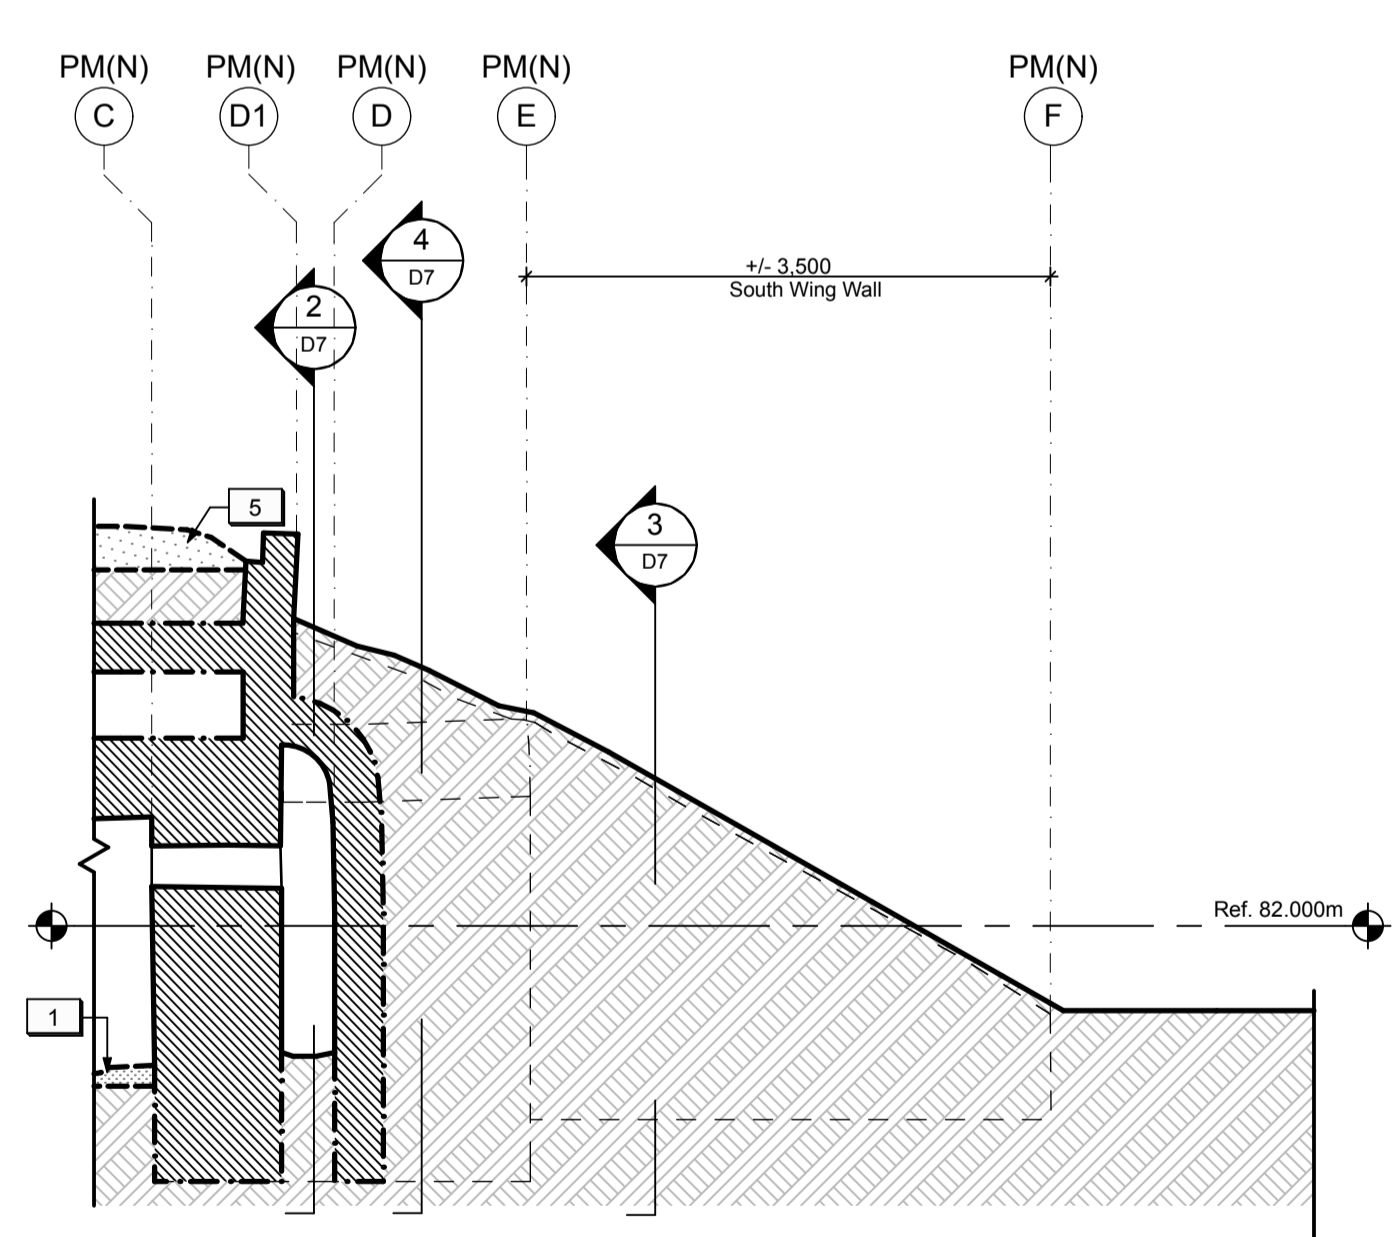 PM(N) PM(N) PM(N) PM(N) PM(N)
C D1 D E F
4
D7
+/- 3,500
South Wing Wall
2
D7
5
3
D7
Ref. 82.000m
1